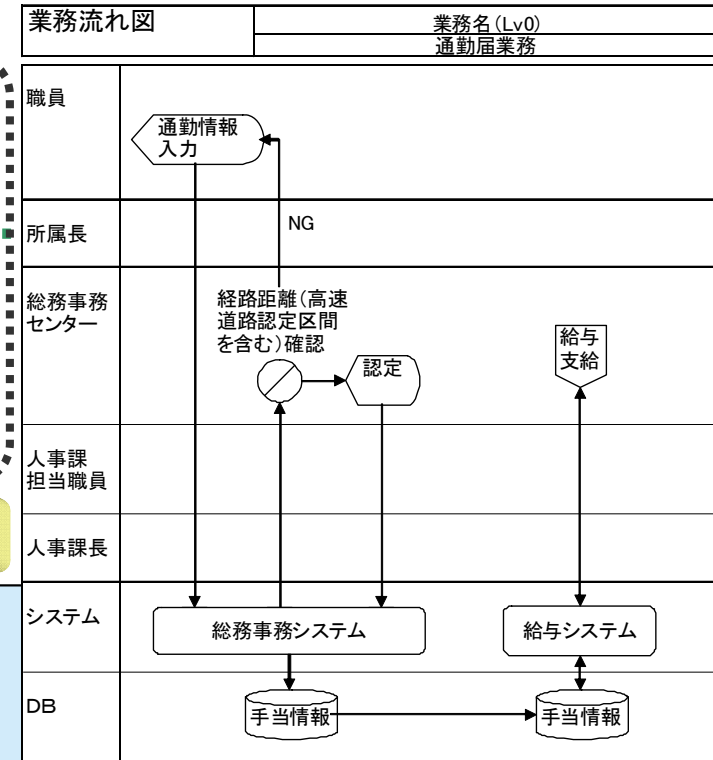 業務流れ図
業務名(Lv0)
通勤届業務
職員
通勤情報
入力
所属長
NG
総務事務
センター
経路距離(高速
道路認定区間
を含む)確認
認定
給与
支給
人事課
担当職員
人事課長
システム
総務事務システム
給与システム
DB
手当情報
手当情報